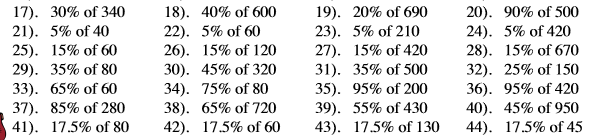 17). 30% of 340 18). 40% of 600 19). 20% of 690 20). 90% of 500
21). 5% of 40 22). 5% of 60 23). 5% of 210 24). 5% of 420
25). 15% of 60 26). 15% of 120 27). 15% of 420 28). 15% of 670
29). 35% of 80 30). 45% of 320 31). 35% of 500 32). 25% of 150
33). 65% of 60 34). 75% of 80 35). 95% of 200 36). 95% of 420
37). 85% of 280 38). 65% of 720 39). 55% of 430 40). 45% of 950
41). 17.5% of 80 42). 17.5% of 60 43). 17.5% of 130 44). 17.5% of 45